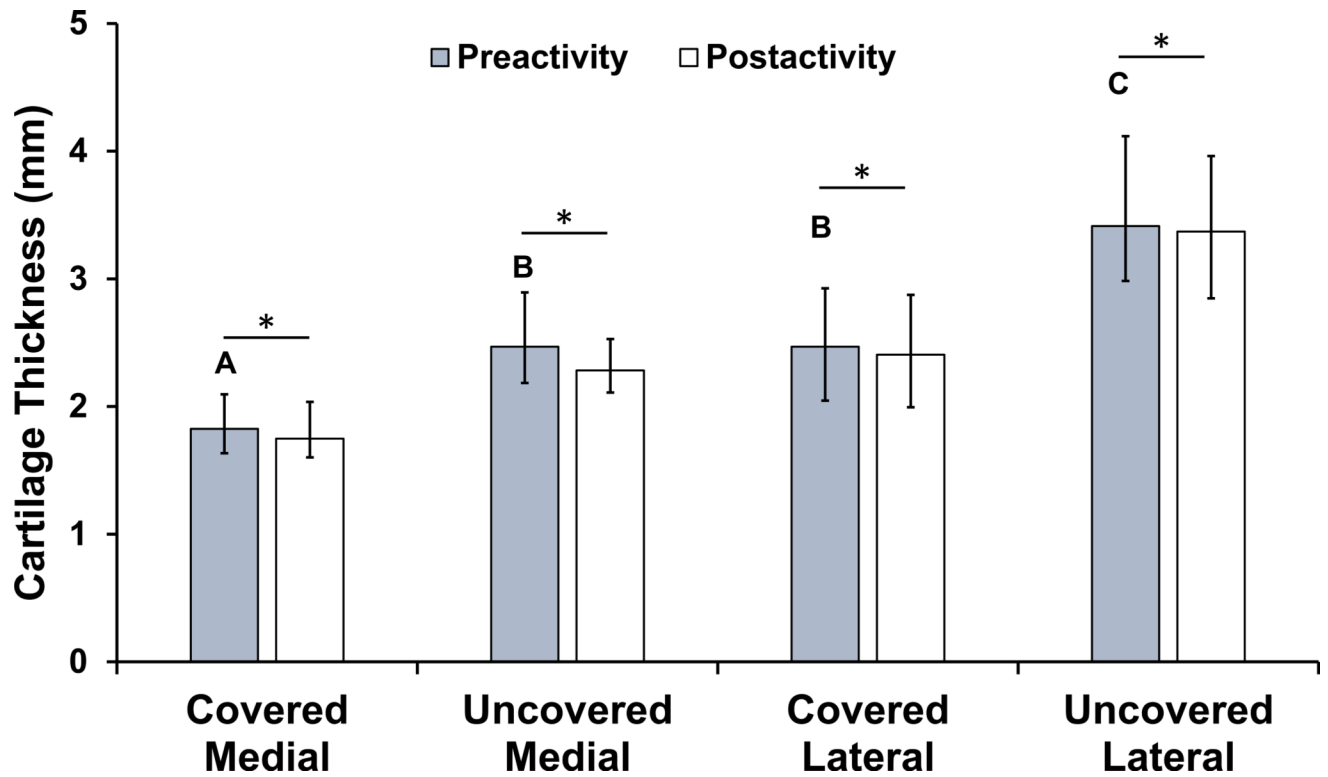 Cartilage Thickness (mm)
5
4
3
2
1
0
Preactivity
Postactivity
*
A
*
B
*
B
*
C
Covered
Medial
Uncovered
Medial
Covered
Lateral
Uncovered
Lateral